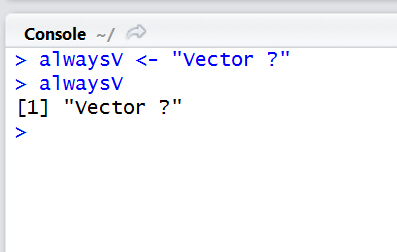 Console ~/
> alwaysV <- "Vector ?"
> alwaysV
[1] "Vector ?"
>